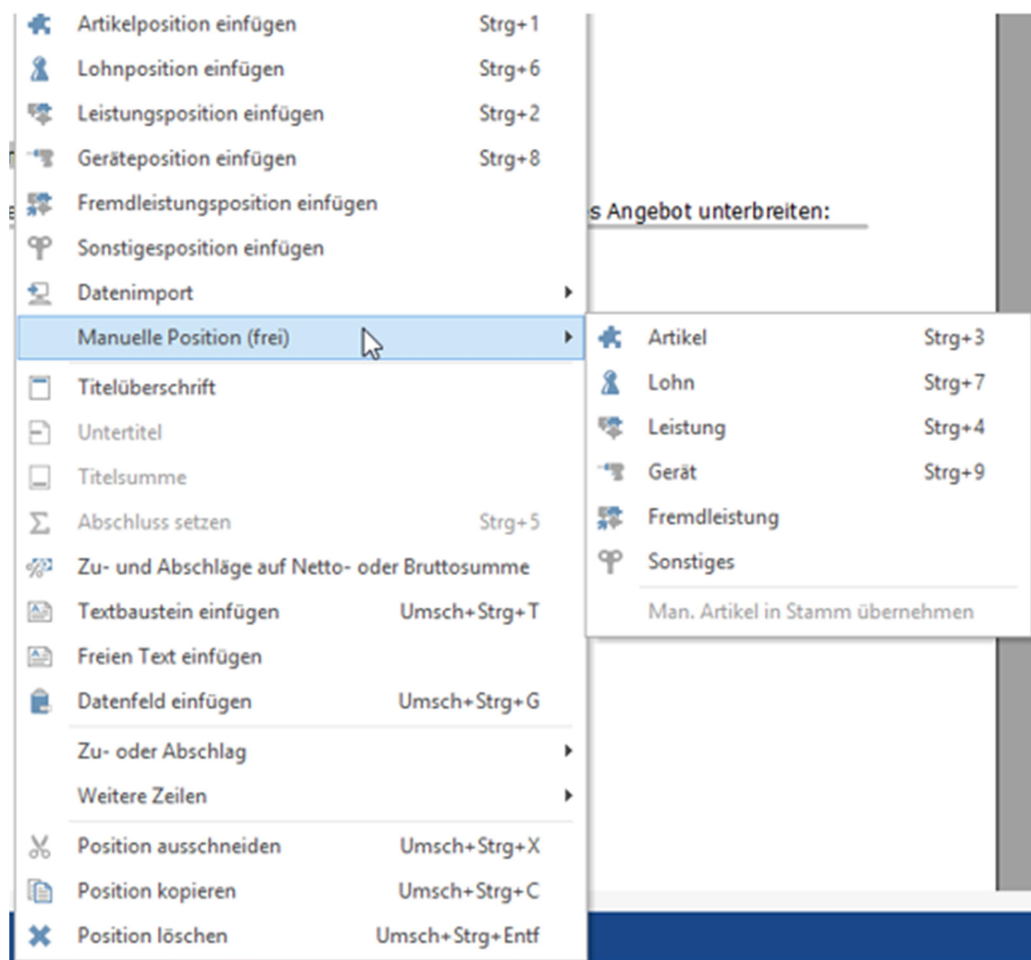 Artikelposition einfügen Strg+1
Lohnposition einfügen Strg+6
Leistungsposition einfügen Strg+2
Geräteposition einfügen Strg+8
Fremdleistungsposition einfügen
s Angebot unterbreiten:
Sonstigesposition einfügen
Datenimport
Manuelle Position (frei)
Artikel Strg+3
Lohn Strg+7
Leistung Strg+4
Gerät Strg+9
Fremdleistung
Sonstiges
Man. Artikel in Stamm übernehmen
Titelüberschrift
Untertitel
Titelsumme
Abschluss setzen Strg+5
Zu- und Abschläge auf Netto- oder Bruttosumme
Textbaustein einfügen Umsch+Strg+T
Freien Text einfügen
Datenfeld einfügen Umsch+Strg+G
Zu- oder Abschlag
Weitere Zeilen
Position ausschneiden Umsch+Strg+X
Position kopieren Umsch+Strg+C
Position löschen Umsch+Strg+Entf